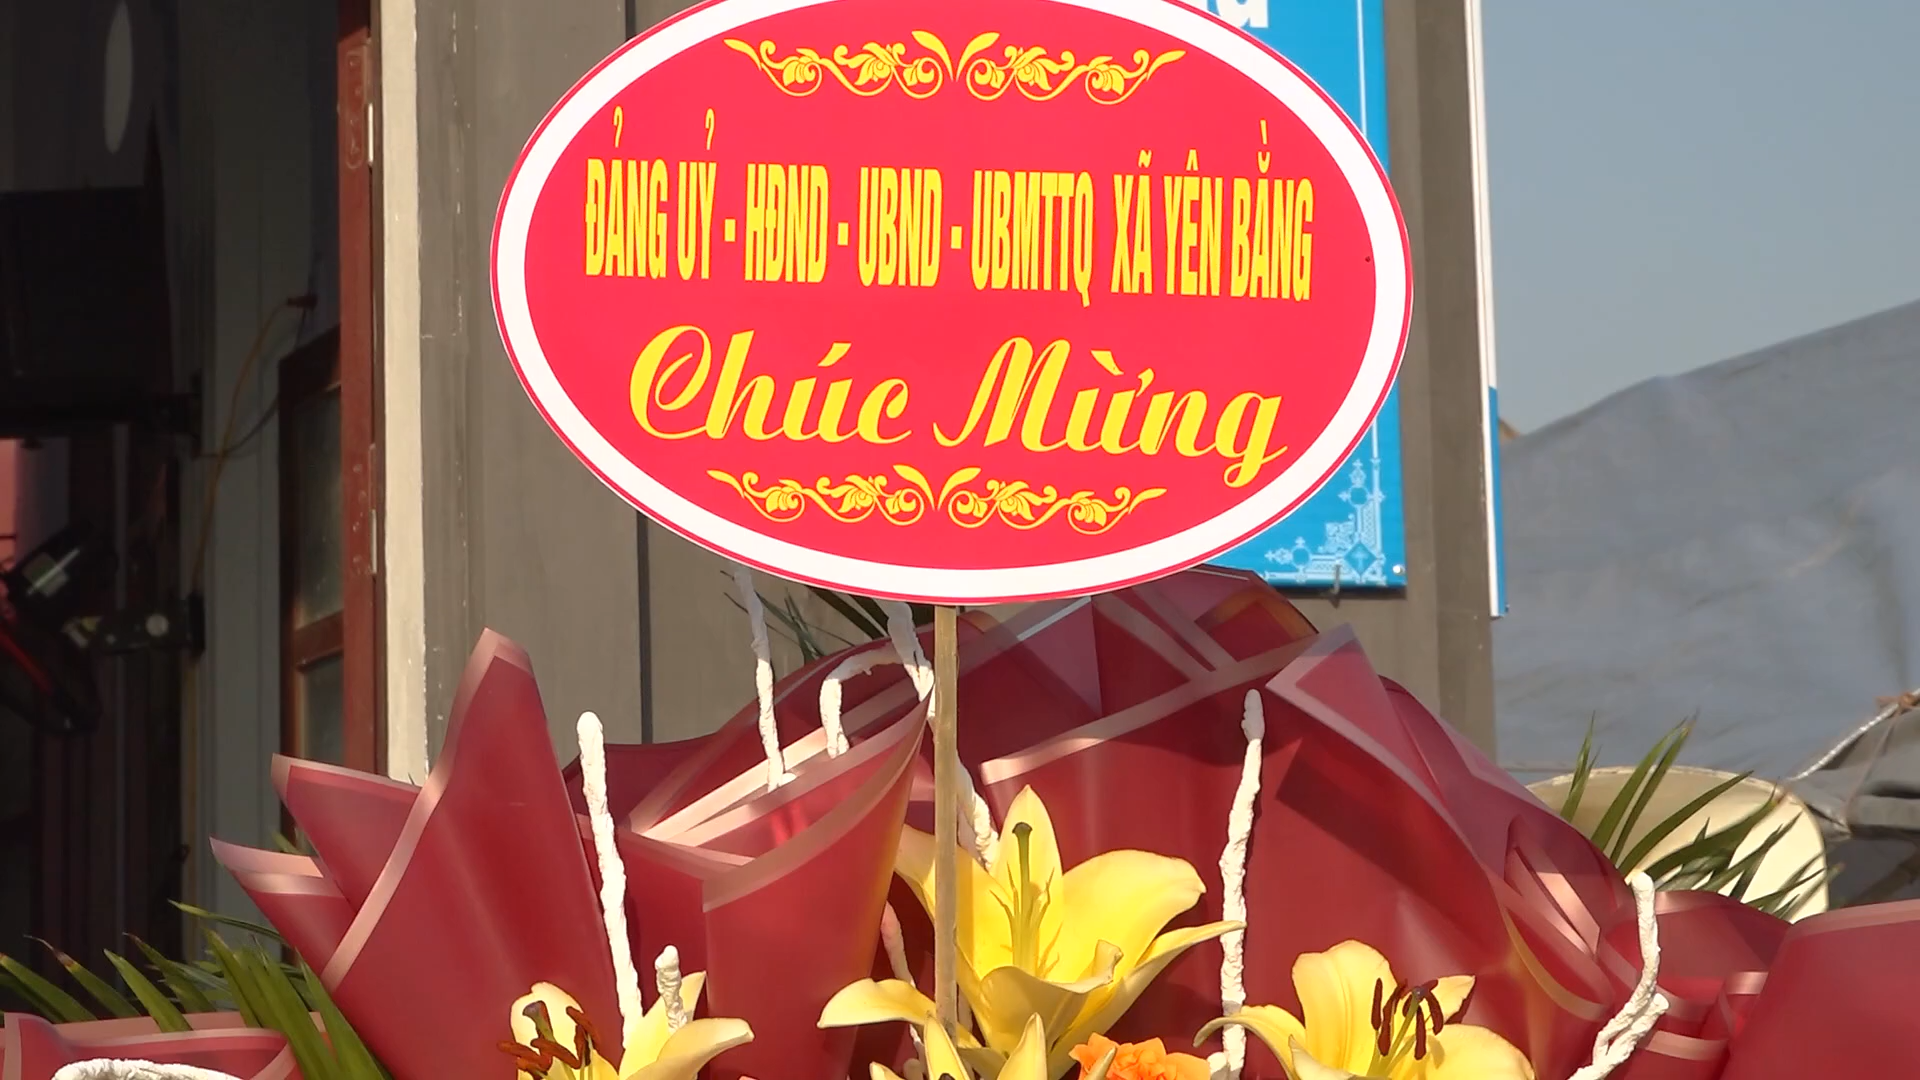 ĐẢNG UỶ - HĐND - UBND - UBMTTQ XÃ YÊN BẰNG
Chúc Mừng